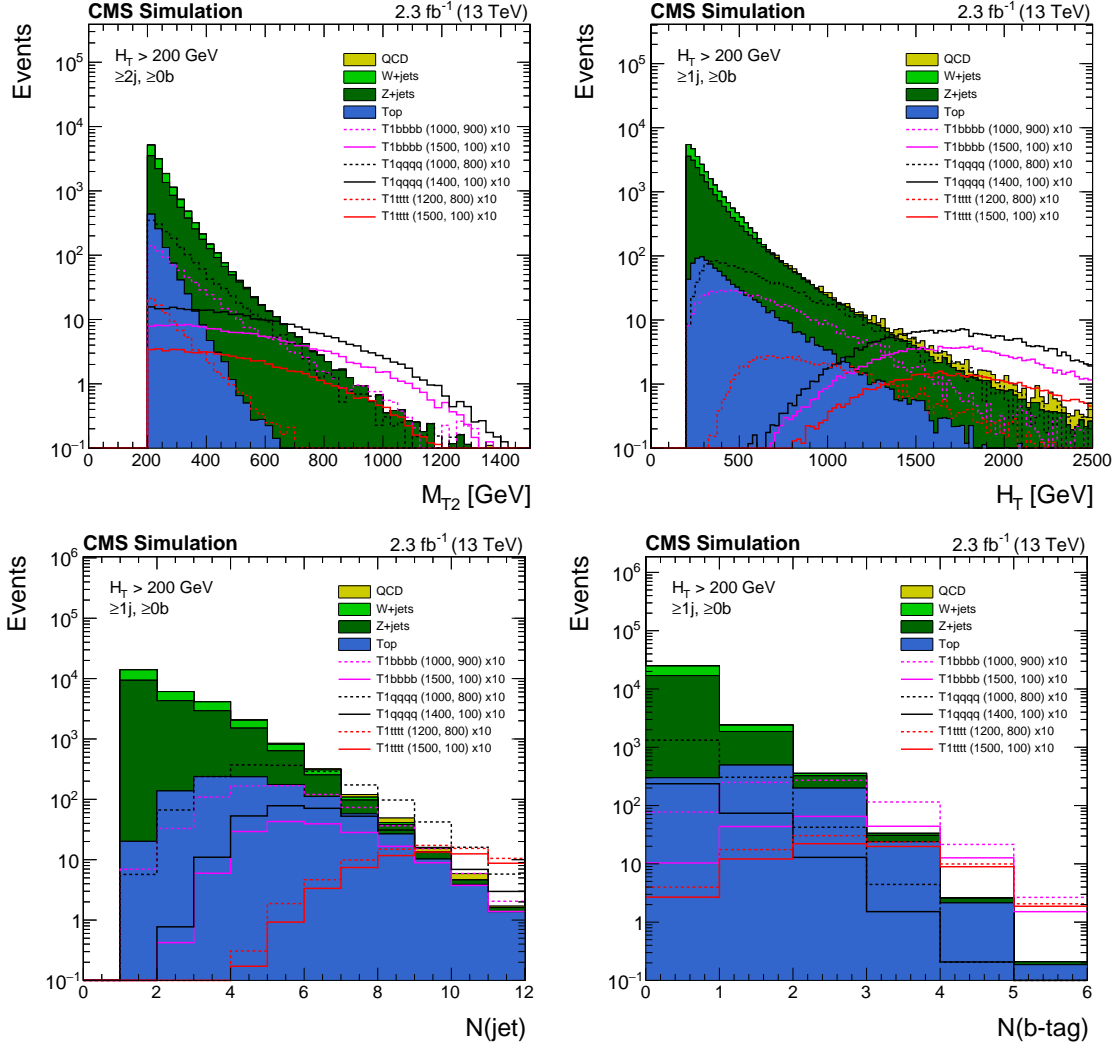 CMS Simulation 2.3 fb⁻¹ (13 TeV)
Events
H_T > 200 GeV
≥2j, ≥0b
QCD
W+jets
Z+jets
Top
T1bbbb (1000, 900) x10
T1bbbb (1500, 100) x10
T1qqqq (1000, 800) x10
T1qqqq (1400, 100) x10
T1tttt (1200, 800) x10
T1tttt (1500, 100) x10
10⁵
10⁴
10³
10²
10
1
10⁻¹
0 200 400 600 800 1000 1200 1400
M_T2 [GeV]
CMS Simulation 2.3 fb⁻¹ (13 TeV)
Events
H_T > 200 GeV
≥1j, ≥0b
QCD
W+jets
Z+jets
Top
T1bbbb (1000, 900) x10
T1bbbb (1500, 100) x10
T1qqqq (1000, 800) x10
T1qqqq (1400, 100) x10
T1tttt (1200, 800) x10
T1tttt (1500, 100) x10
10⁵
10⁴
10³
10²
10
1
10⁻¹
0 500 1000 1500 2000 2500
H_T [GeV]
CMS Simulation 2.3 fb⁻¹ (13 TeV)
Events
H_T > 200 GeV
≥1j, ≥0b
QCD
W+jets
Z+jets
Top
T1bbbb (1000, 900) x10
T1bbbb (1500, 100) x10
T1qqqq (1000, 800) x10
T1qqqq (1400, 100) x10
T1tttt (1200, 800) x10
T1tttt (1500, 100) x10
10⁶
10⁵
10⁴
10³
10²
10
1
10⁻¹
0 2 4 6 8 10 12
N(jet)
CMS Simulation 2.3 fb⁻¹ (13 TeV)
Events
H_T > 200 GeV
≥1j, ≥0b
QCD
W+jets
Z+jets
Top
T1bbbb (1000, 900) x10
T1bbbb (1500, 100) x10
T1qqqq (1000, 800) x10
T1qqqq (1400, 100) x10
T1tttt (1200, 800) x10
T1tttt (1500, 100) x10
10⁶
10⁵
10⁴
10³
10²
10
1
10⁻¹
0 1 2 3 4 5 6
N(b-tag)